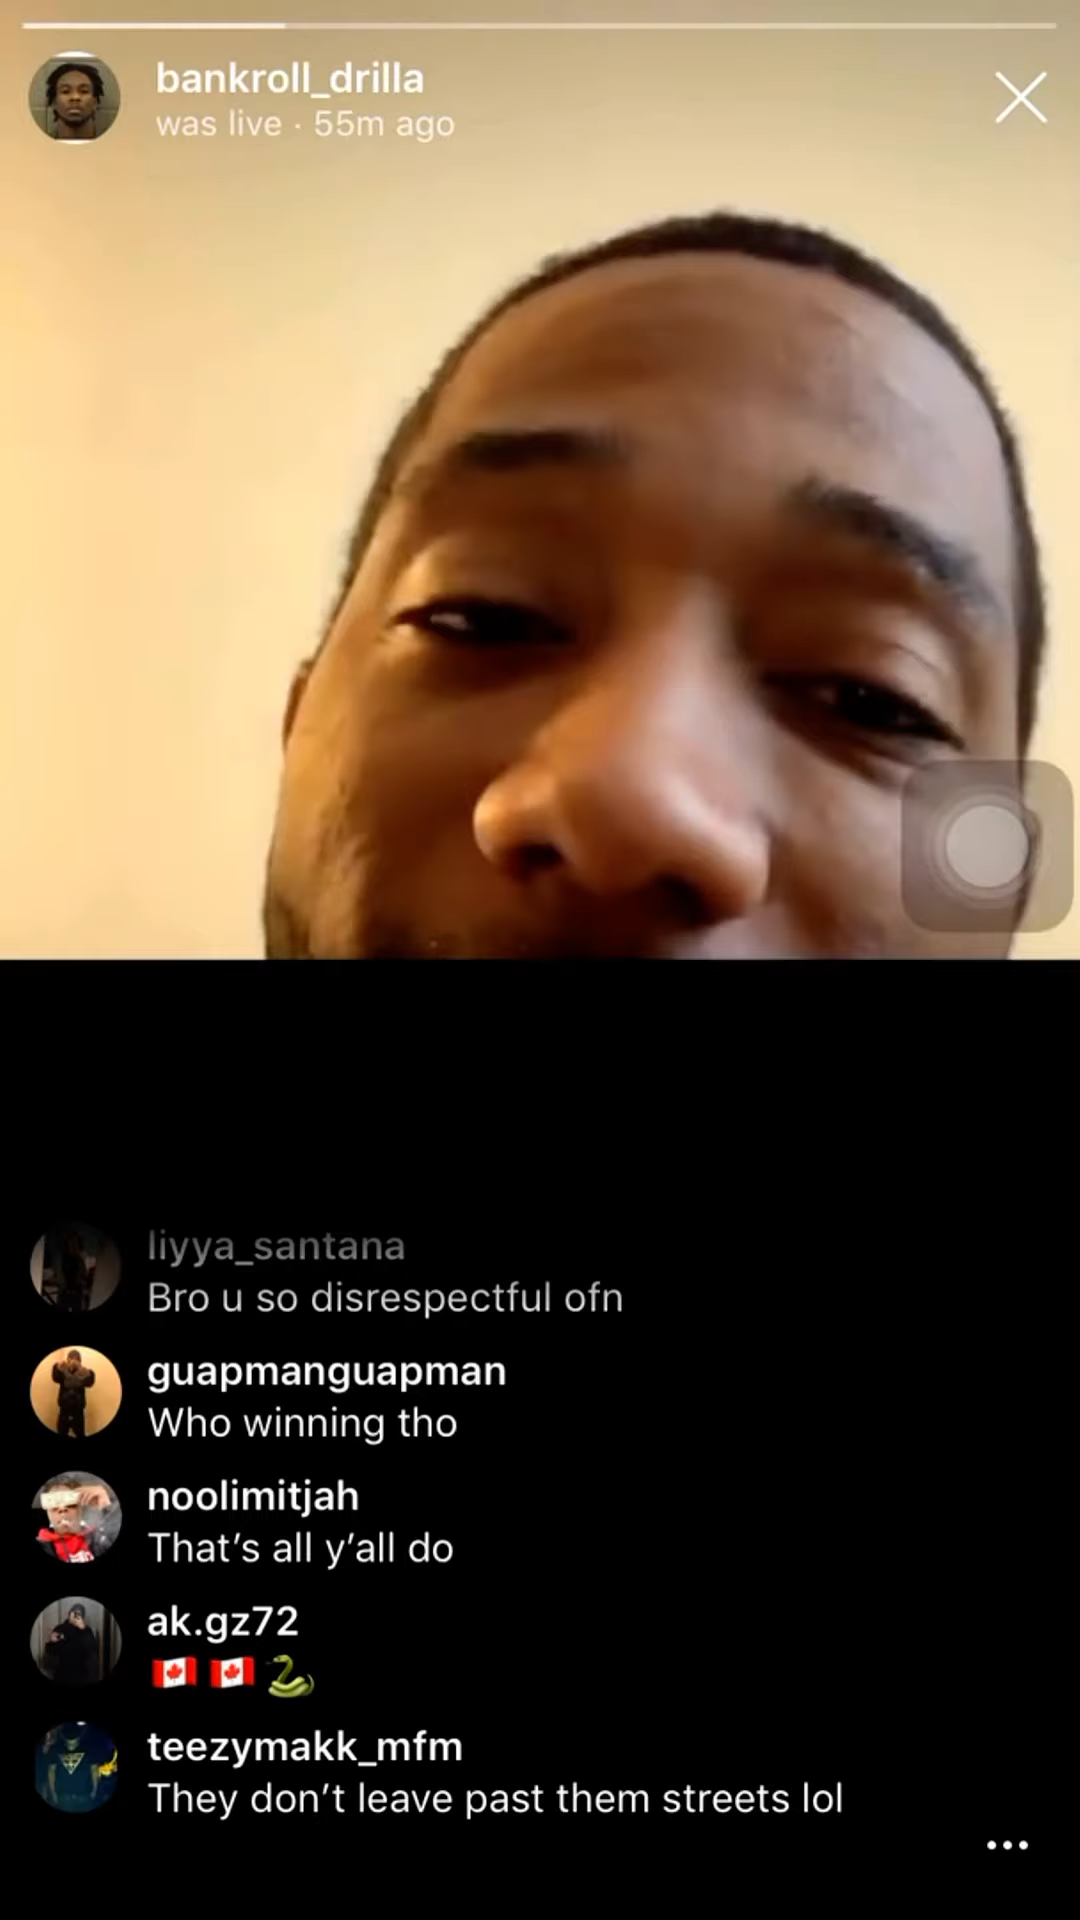 bankroll_drilla
was live · 55m ago
liyya_santana
Bro u so disrespectful ofn
guapmanguapman
Who winning tho
noolimitjah
That’s all y’all do
ak.gz72
🇨🇦 🇨🇦 🐍
teezymakk_mfm
They don’t leave past them streets lol